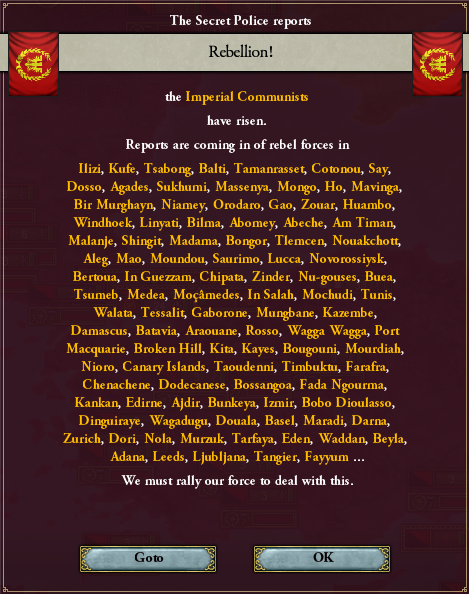 The Secret Police reports
Rebellion!
the Imperial Communists
have risen.
Reports are coming in of rebel forces in
Ilizi, Kufe, Tsabong, Balti, Tamanrasset, Cotonou, Say,
Dosso, Agades, Sukhumi, Massenya, Mongo, Ho, Mavinga,
Bir Murghayn, Niamey, Orodaro, Gao, Zouar, Huambo,
Windhoek, Linyati, Bilma, Abomey, Abeche, Am Timan,
Malanje, Shingit, Madama, Bongor, Tlemcen, Nouakchott,
Aleg, Mao, Moundou, Saurimo, Lucca, Novorossiysk,
Bertoua, In Guezzam, Chipata, Zinder, Nu-gouses, Buea,
Tsumeb, Medea, Moçâmedes, In Salah, Mochudi, Tunis,
Walata, Tessalit, Gaborone, Mungbane, Kazembe,
Damascus, Batavia, Araouane, Rosso, Wagga Wagga, Port
Macquarie, Broken Hill, Kita, Kayes, Bougouni, Mourdiah,
Nioro, Canary Islands, Taoudenni, Timbuktu, Farafra,
Chenachene, Dodecanese, Bossangoa, Fada Ngourma,
Kankan, Edirne, Ajdir, Bunkeya, Izmir, Bobo Dioulasso,
Dinguiraye, Wagadugu, Douala, Basel, Maradi, Darna,
Zurich, Dori, Nola, Murzuk, Tarfaya, Eden, Waddan, Beyla,
Adana, Leeds, Ljubljana, Tangier, Fayyum ...
We must rally our force to deal with this.
Goto
OK